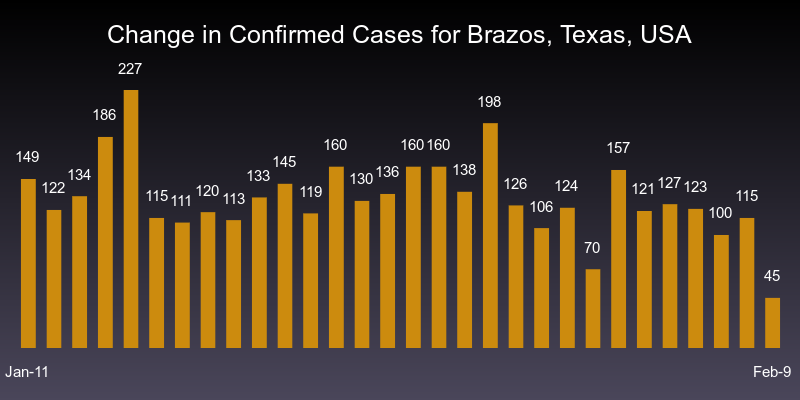 Change in Confirmed Cases for Brazos, Texas, USA
227
198
186
160 160 160
149 157
145
134 133 136 138
122 130 126 124 121 127 123
115 111 120 113 119 115
106 100
70
45
Jan-11 Feb-9